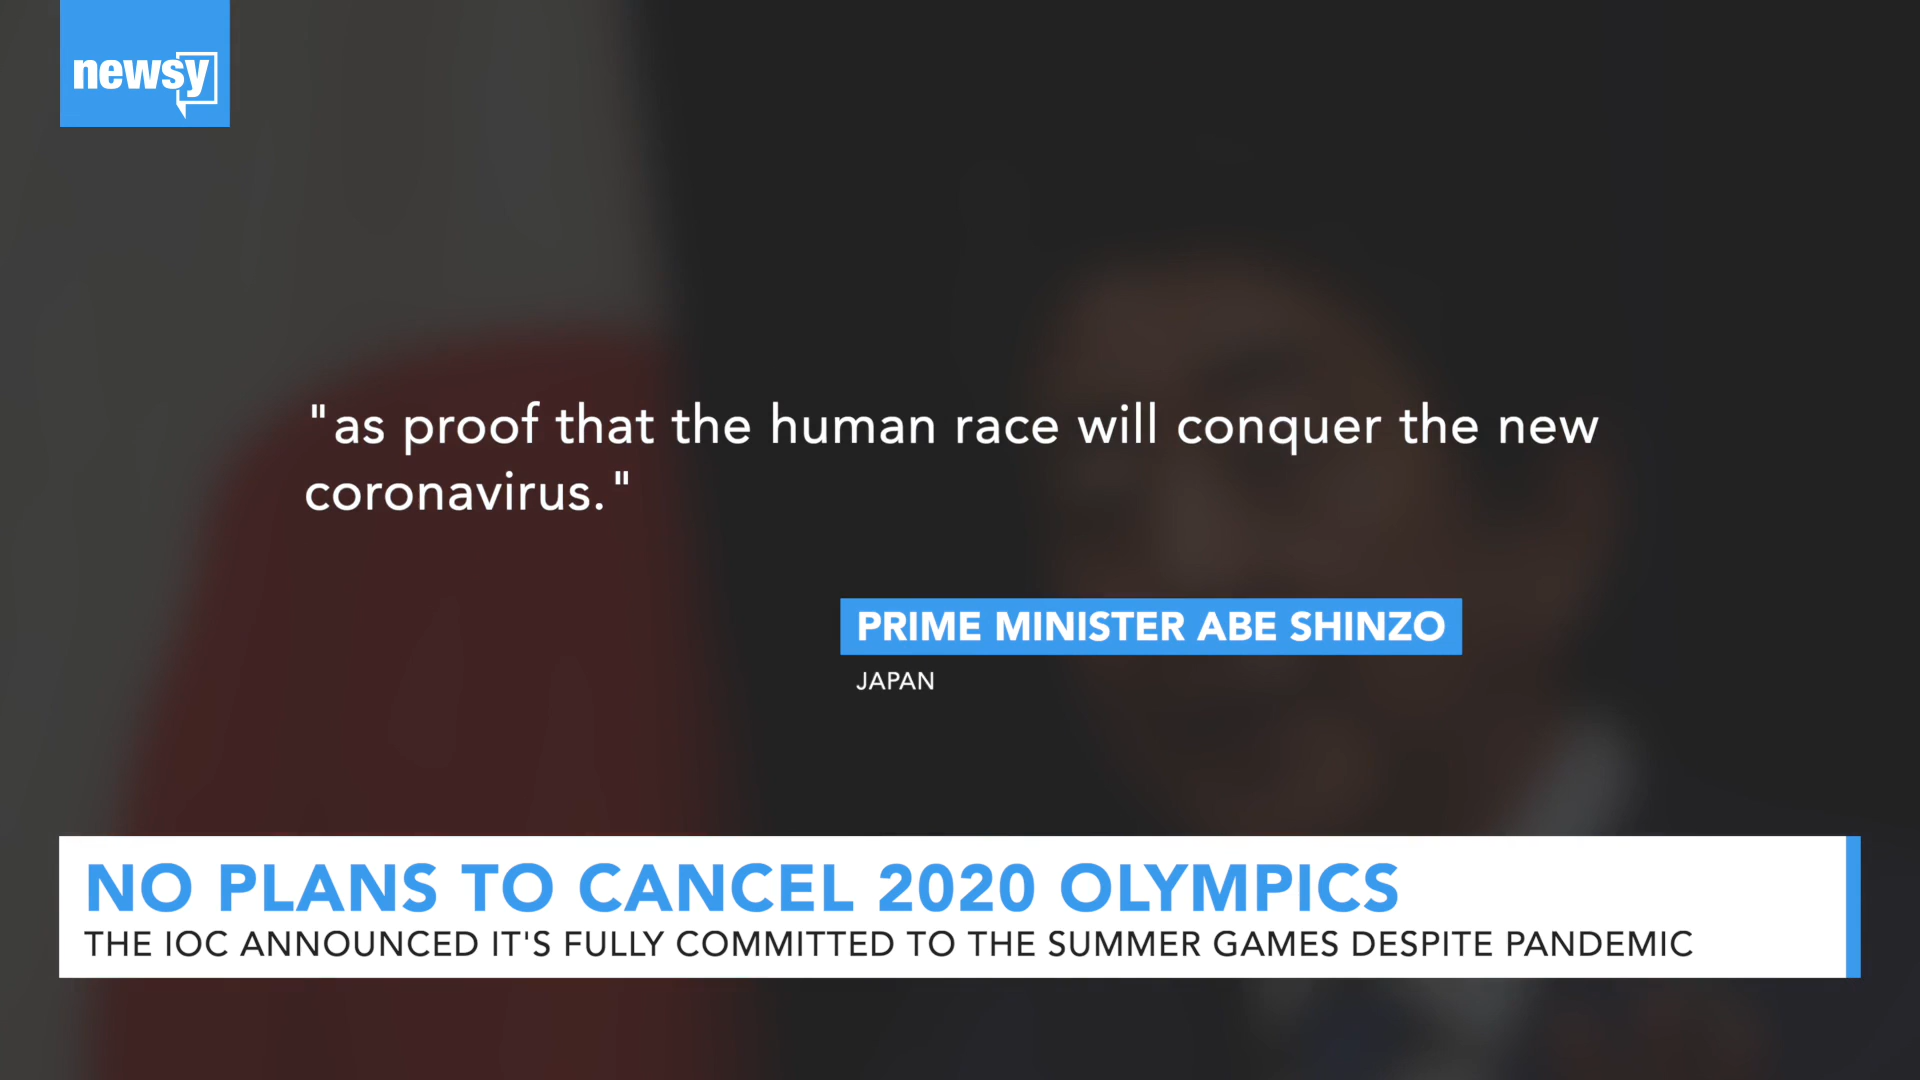 newsy
"as proof that the human race will conquer the new
coronavirus."
PRIME MINISTER ABE SHINZO
JAPAN
NO PLANS TO CANCEL 2020 OLYMPICS
THE IOC ANNOUNCED IT'S FULLY COMMITTED TO THE SUMMER GAMES DESPITE PANDEMIC